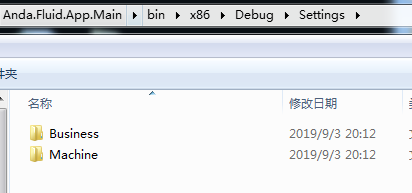 Anda.Fluid.App.Main bin x86 Debug Settings
件夹
名称 修改日期
Business 2019/9/3 20:12
Machine 2019/9/3 20:12